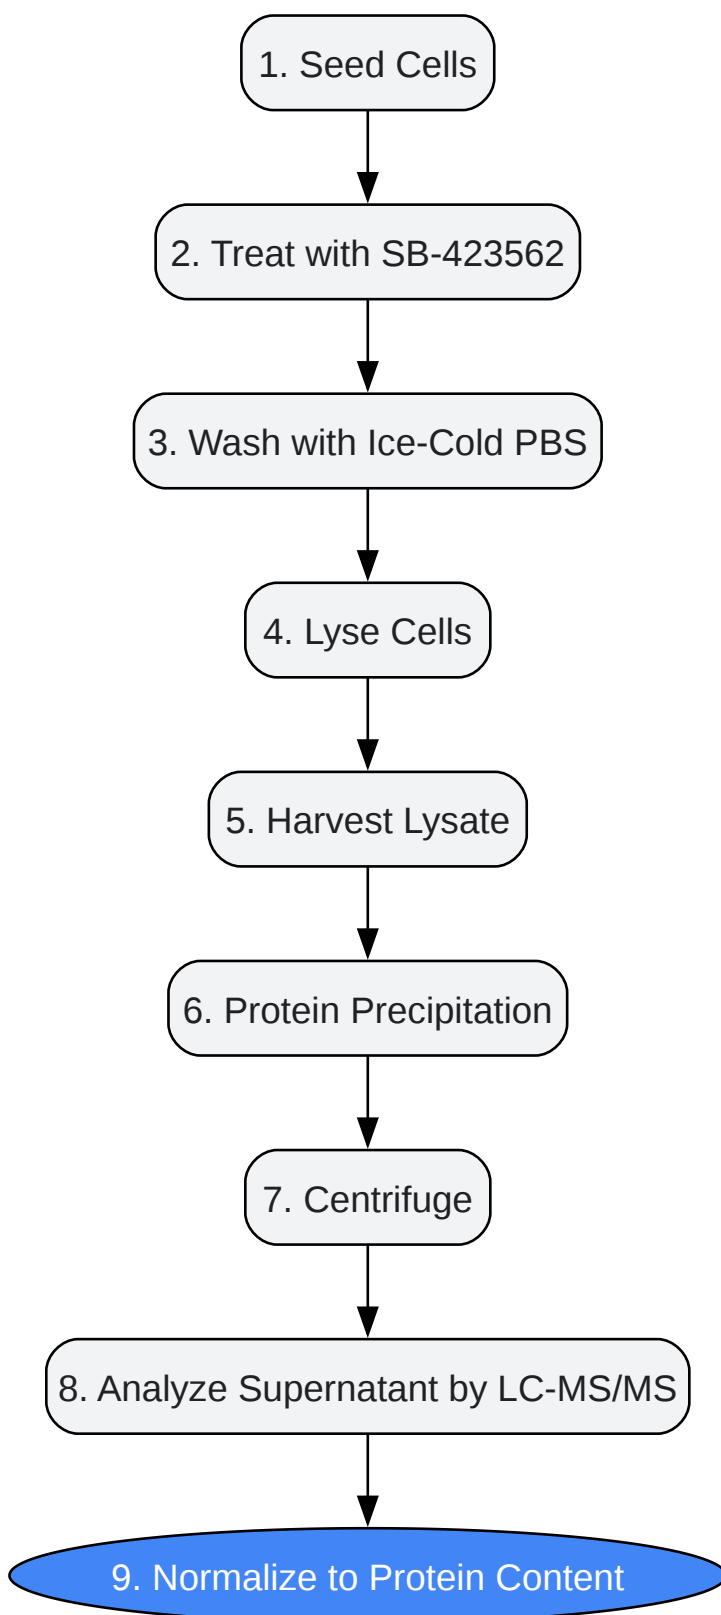 1. Seed Cells
2. Treat with SB-423562
3. Wash with Ice-Cold PBS
4. Lyse Cells
5. Harvest Lysate
6. Protein Precipitation
7. Centrifuge
8. Analyze Supernatant by LC-MS/MS
9. Normalize to Protein Content